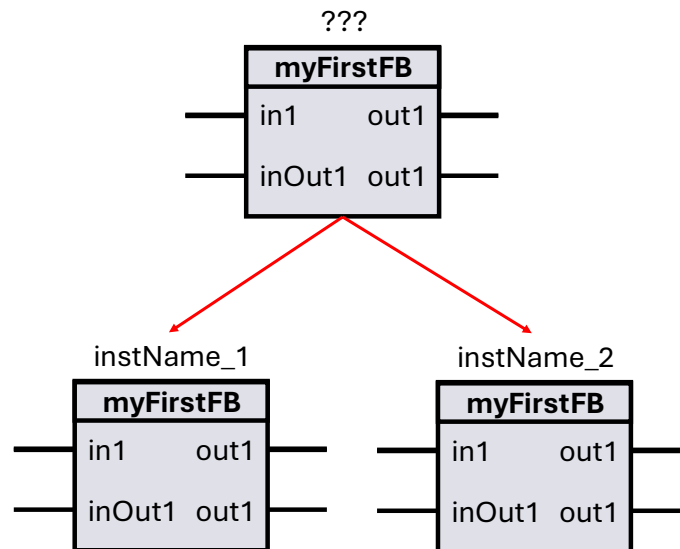 ???
myFirstFB
in1 out1
inOut1 out1
instName_1 instName_2
myFirstFB myFirstFB
in1 out1 in1 out1
inOut1 out1 inOut1 out1